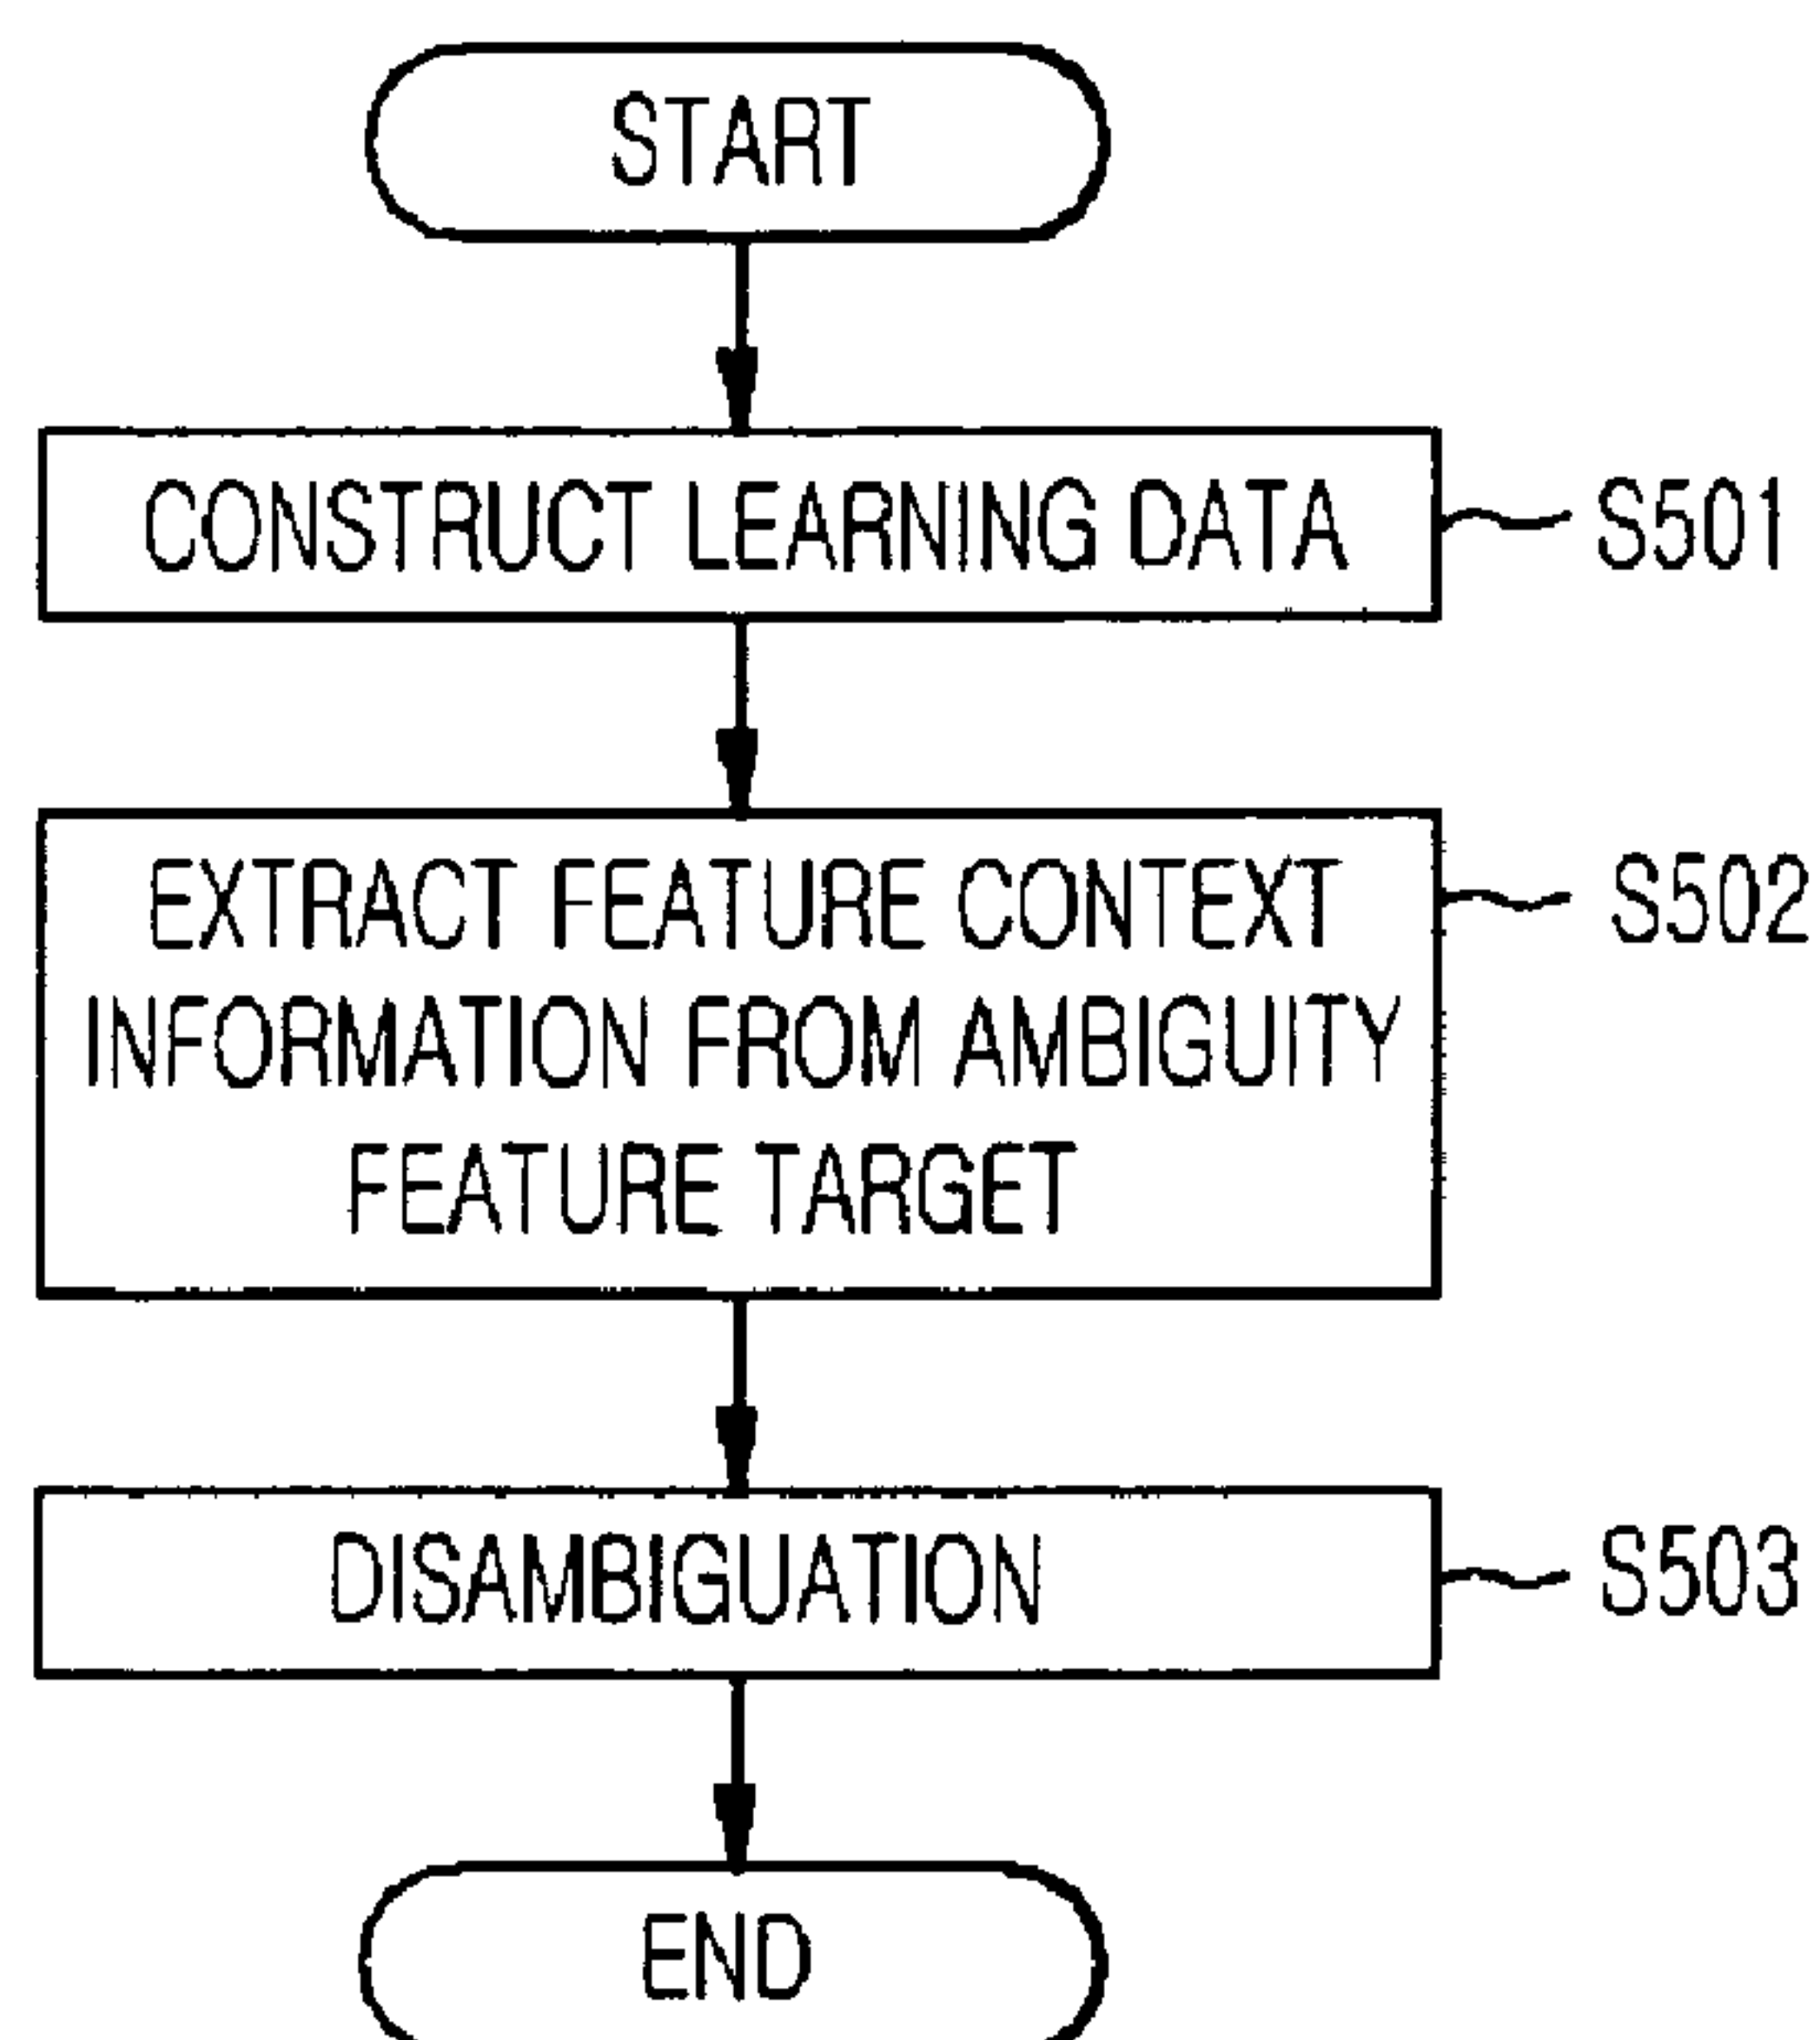 START
CONSTRUCT LEARNING DATA
S501
EXTRACT FEATURE CONTEXT
S502
INFORMATION FROM AMBIGUITY
FEATURE TARGET
DISAMBIGUATION
S503
END